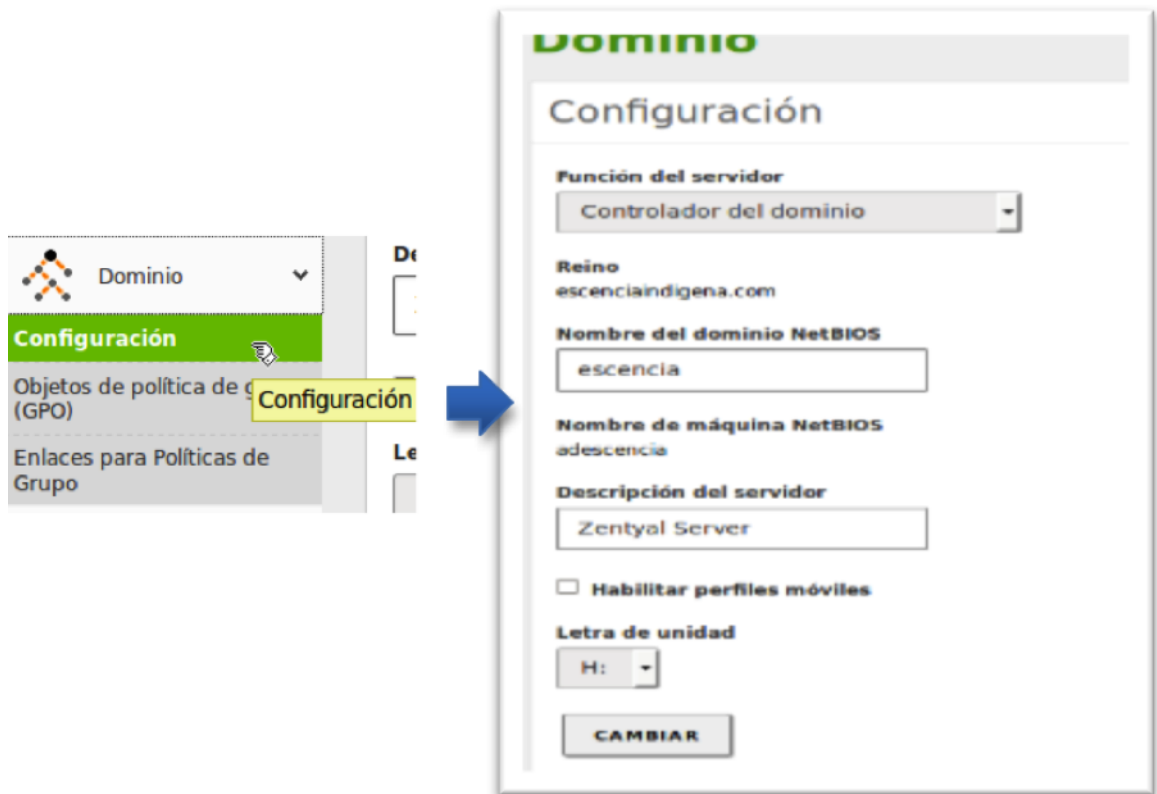 Dominio
Configuración
Objetos de política de g
(GPO)
Configuración
Enlaces para Políticas de
Grupo
De
Le
Dominio
Configuración
Función del servidor
Controlador del dominio
Reino
escenciaindigena.com
Nombre del dominio NetBIOS
escencia
Nombre de máquina NetBIOS
adescencia
Descripción del servidor
Zentyal Server
Habilitar perfiles móviles
Letra de unidad
H:
CAMBIAR